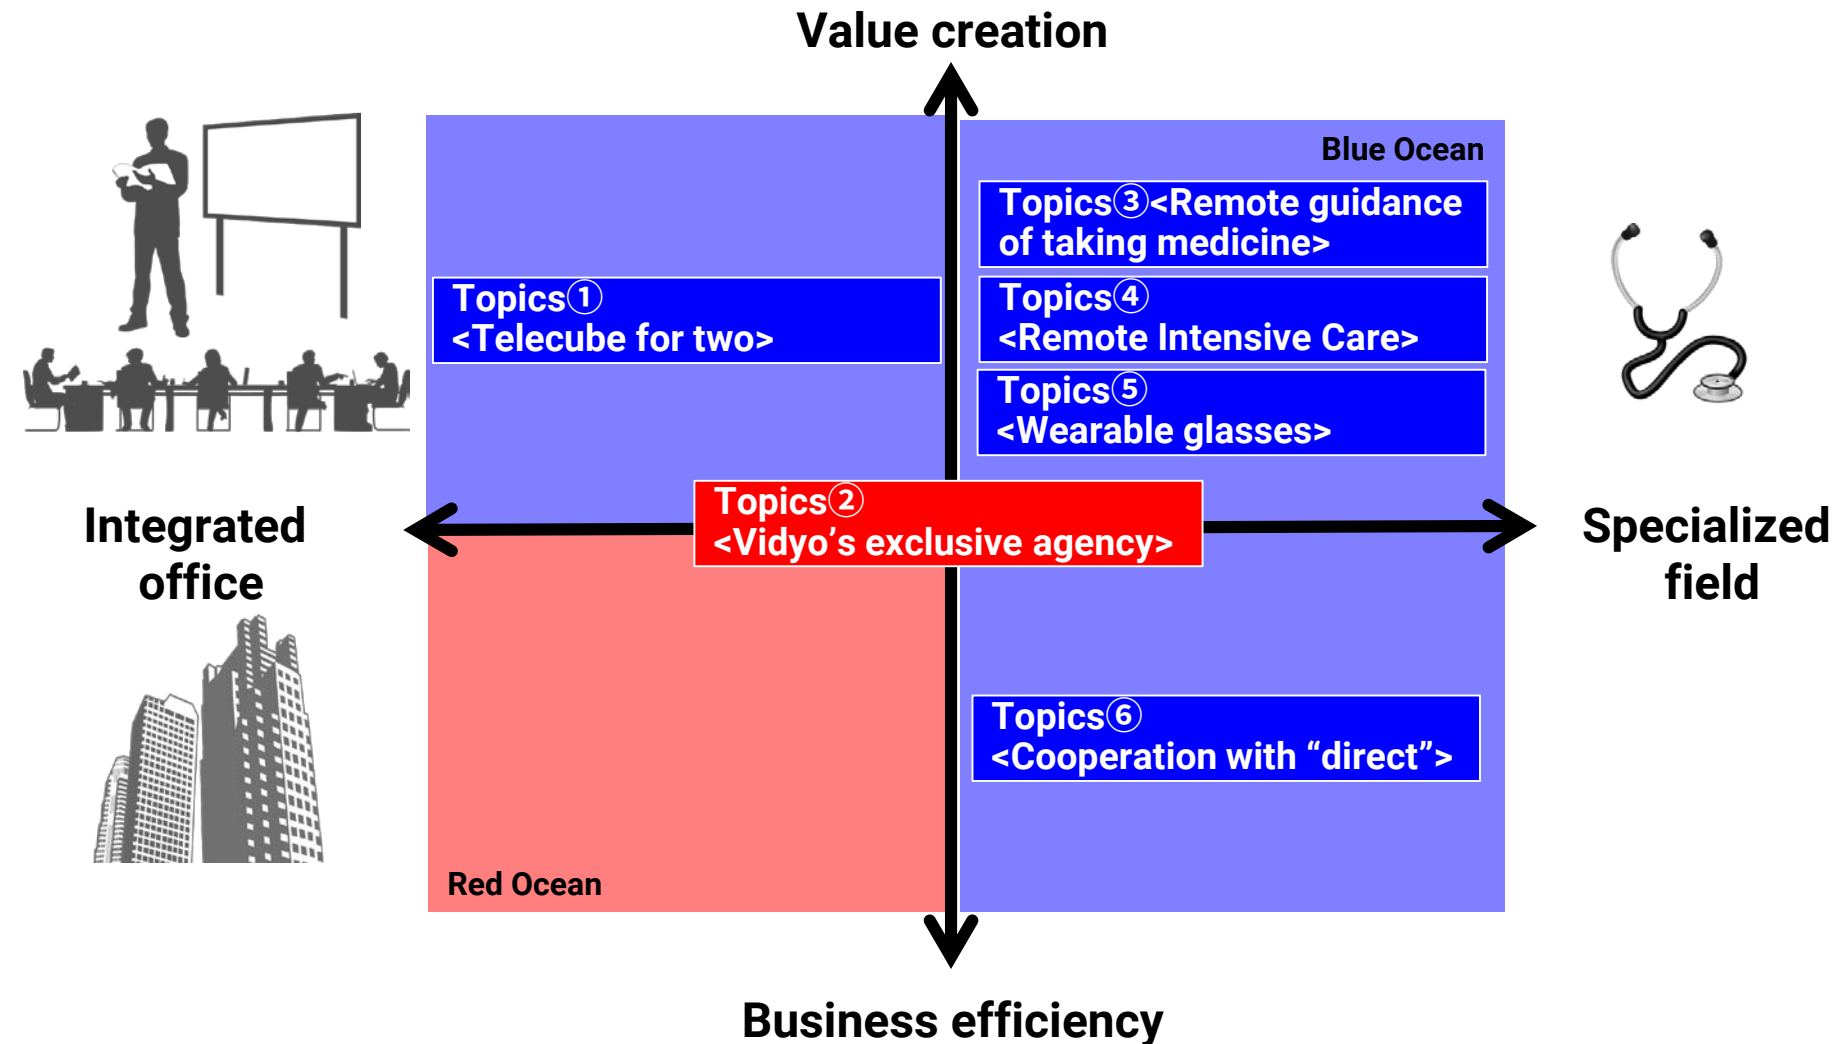 Value creation
Blue Ocean
Topics③<Remote guidance
of taking medicine>
Topics①
<Telecube for two>
Topics④
<Remote Intensive Care>
Topics⑤
<Wearable glasses>
Topics②
<Vidyo’s exclusive agency>
Integrated
office
Specialized
field
Topics⑥
<Cooperation with “direct”>
Red Ocean
Business efficiency